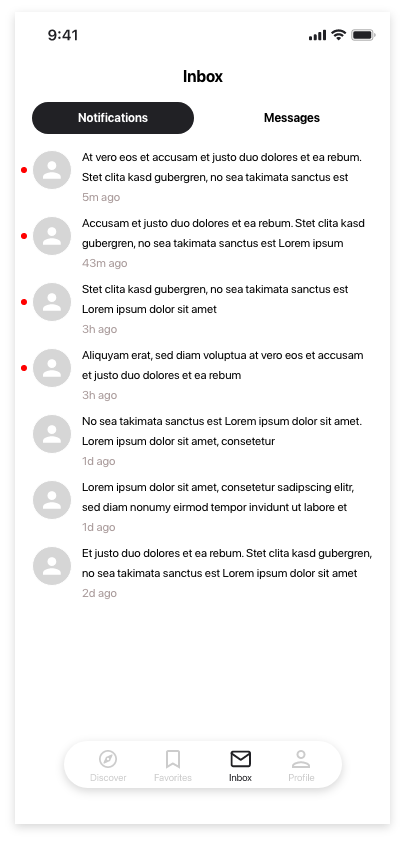 9:41
Inbox
Notifications
Messages
At vero eos et accusam et justo duo dolores et ea rebum.
Stet clita kasd gubergren, no sea takimata sanctus est
5m ago
Accusam et justo duo dolores et ea rebum. Stet clita kasd
gubergren, no sea takimata sanctus est Lorem ipsum
43m ago
Stet clita kasd gubergren, no sea takimata sanctus est
Lorem ipsum dolor sit amet
3h ago
Aliquyam erat, sed diam voluptua at vero eos et accusam
et justo duo dolores et ea rebum
3h ago
No sea takimata sanctus est Lorem ipsum dolor sit amet.
Lorem ipsum dolor sit amet, consetetur
1d ago
Lorem ipsum dolor sit amet, consetetur sadipscing elitr,
sed diam nonumy eirmod tempor invidunt ut labore et
1d ago
Et justo duo dolores et ea rebum. Stet clita kasd gubergren,
no sea takimata sanctus est Lorem ipsum dolor sit amet
2d ago
Discover
Favorites
Inbox
Profile